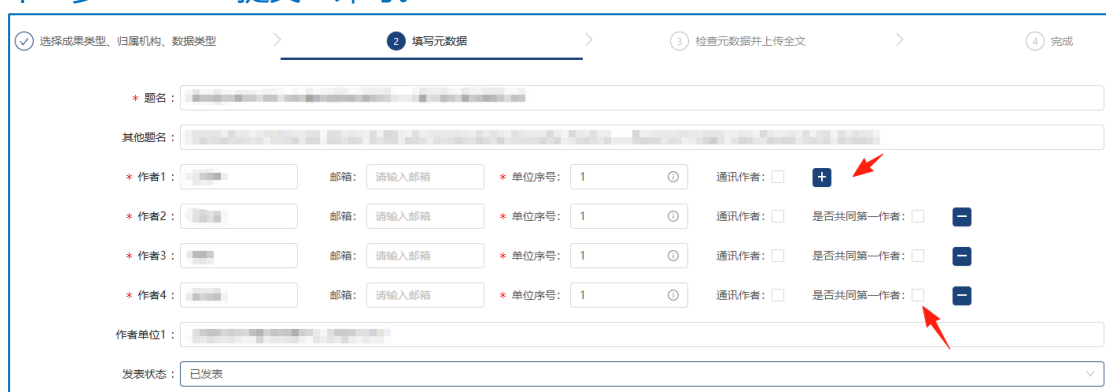 选择成果类型、归属机构、数据类型 2 填写元数据 3 检查元数据并上传全文 4 完成
* 题名：
其他题名：
* 作者1： 邮箱： 请输入邮箱 * 单位序号： 1 通讯作者： +
* 作者2： 邮箱： 请输入邮箱 * 单位序号： 1 通讯作者： 是否共同第一作者： −
* 作者3： 邮箱： 请输入邮箱 * 单位序号： 1 通讯作者： 是否共同第一作者： −
* 作者4： 邮箱： 请输入邮箱 * 单位序号： 1 通讯作者： 是否共同第一作者： −
作者单位1：
发表状态： 已发表